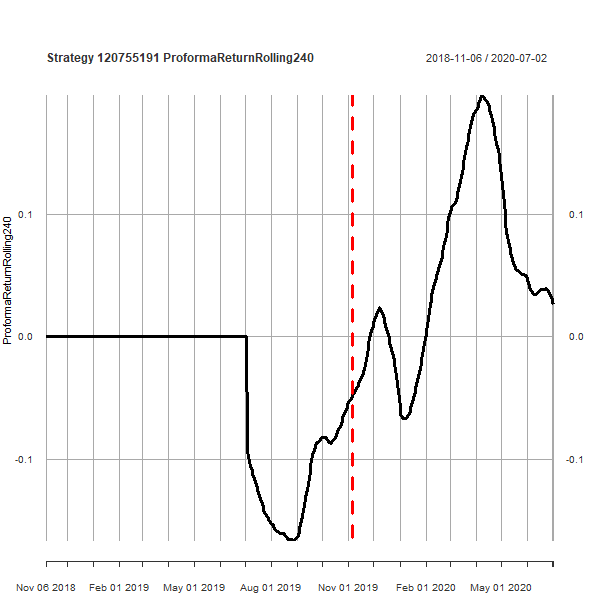 Strategy 120755191 ProformaReturnRolling240 2018-11-06 / 2020-07-02
ProformaReturnRolling240
0.1 0.1
0.0 0.0
-0.1 -0.1
Nov 06 2018 Feb 01 2019 May 01 2019 Aug 01 2019 Nov 01 2019 Feb 01 2020 May 01 2020